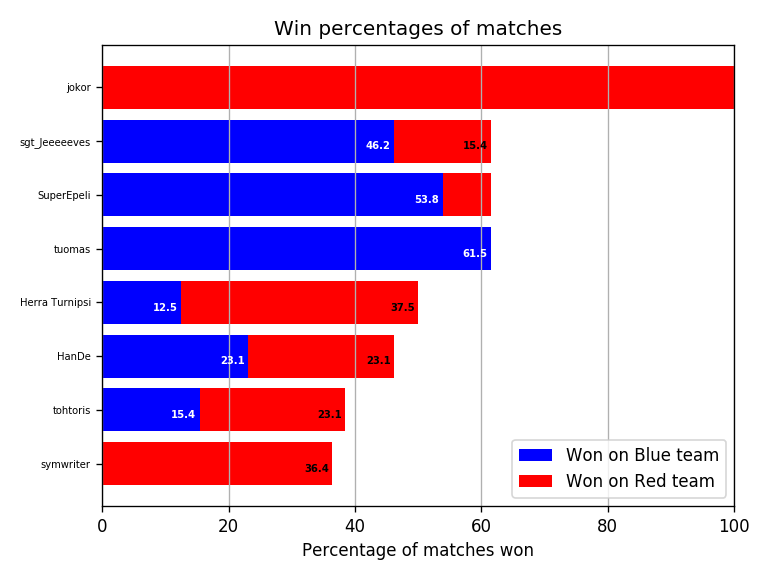 Win percentages of matches
jokor
sgt_Jeeeeeves 46.2 15.4
SuperEpeli 53.8
tuomas 61.5
Herra Turnipsi 12.5 37.5
HanDe 23.1 23.1
tohtoris 15.4 23.1
symwriter 36.4
Won on Blue team
Won on Red team
0 20 40 60 80 100
Percentage of matches won